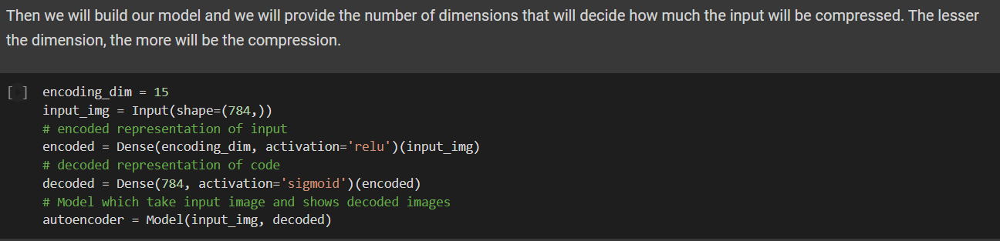 Then we will build our model and we will provide the number of dimensions that will decide how much the input will be compressed. The lesser
the dimension, the more will be the compression.
[ ] encoding_dim = 15
input_img = Input(shape=(784,))
# encoded representation of input
encoded = Dense(encoding_dim, activation='relu')(input_img)
# decoded representation of code
decoded = Dense(784, activation='sigmoid')(encoded)
# Model which take input image and shows decoded images
autoencoder = Model(input_img, decoded)